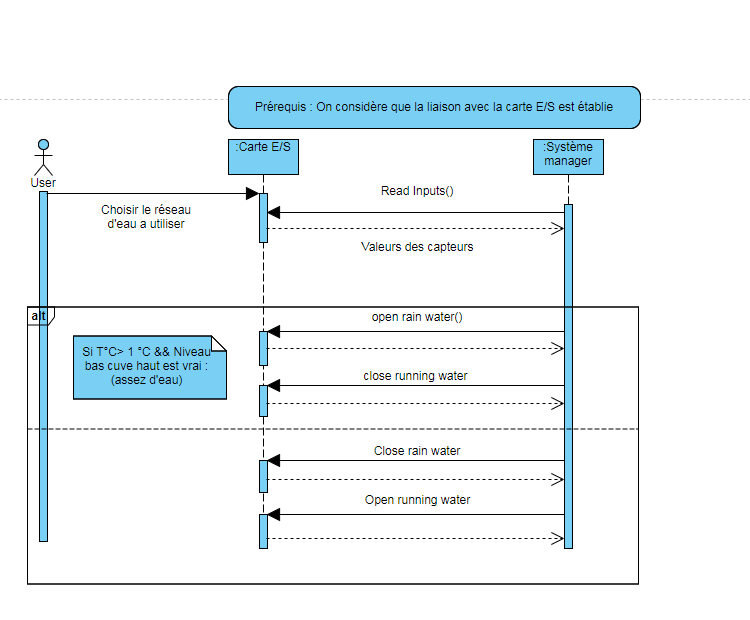 Prérequis : On considère que la liaison avec la carte E/S est établie
:Carte E/S
:Système
manager
User
Read Inputs()
Choisir le réseau
d'eau a utiliser
Valeurs des capteurs
alt
open rain water()
Si T°C> 1 °C && Niveau
bas cuve haut est vrai :
(assez d'eau)
close running water
Close rain water
Open running water